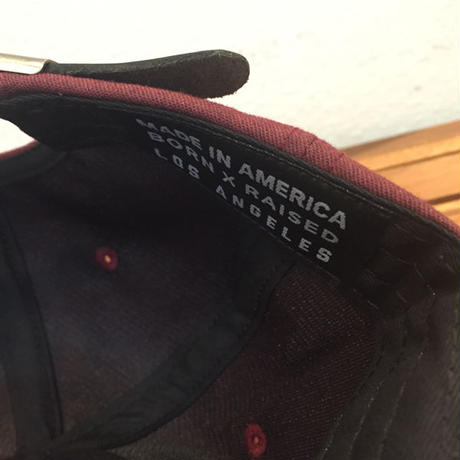 MADE IN AMERICA
BORN X RAISED
LOS ANGELES